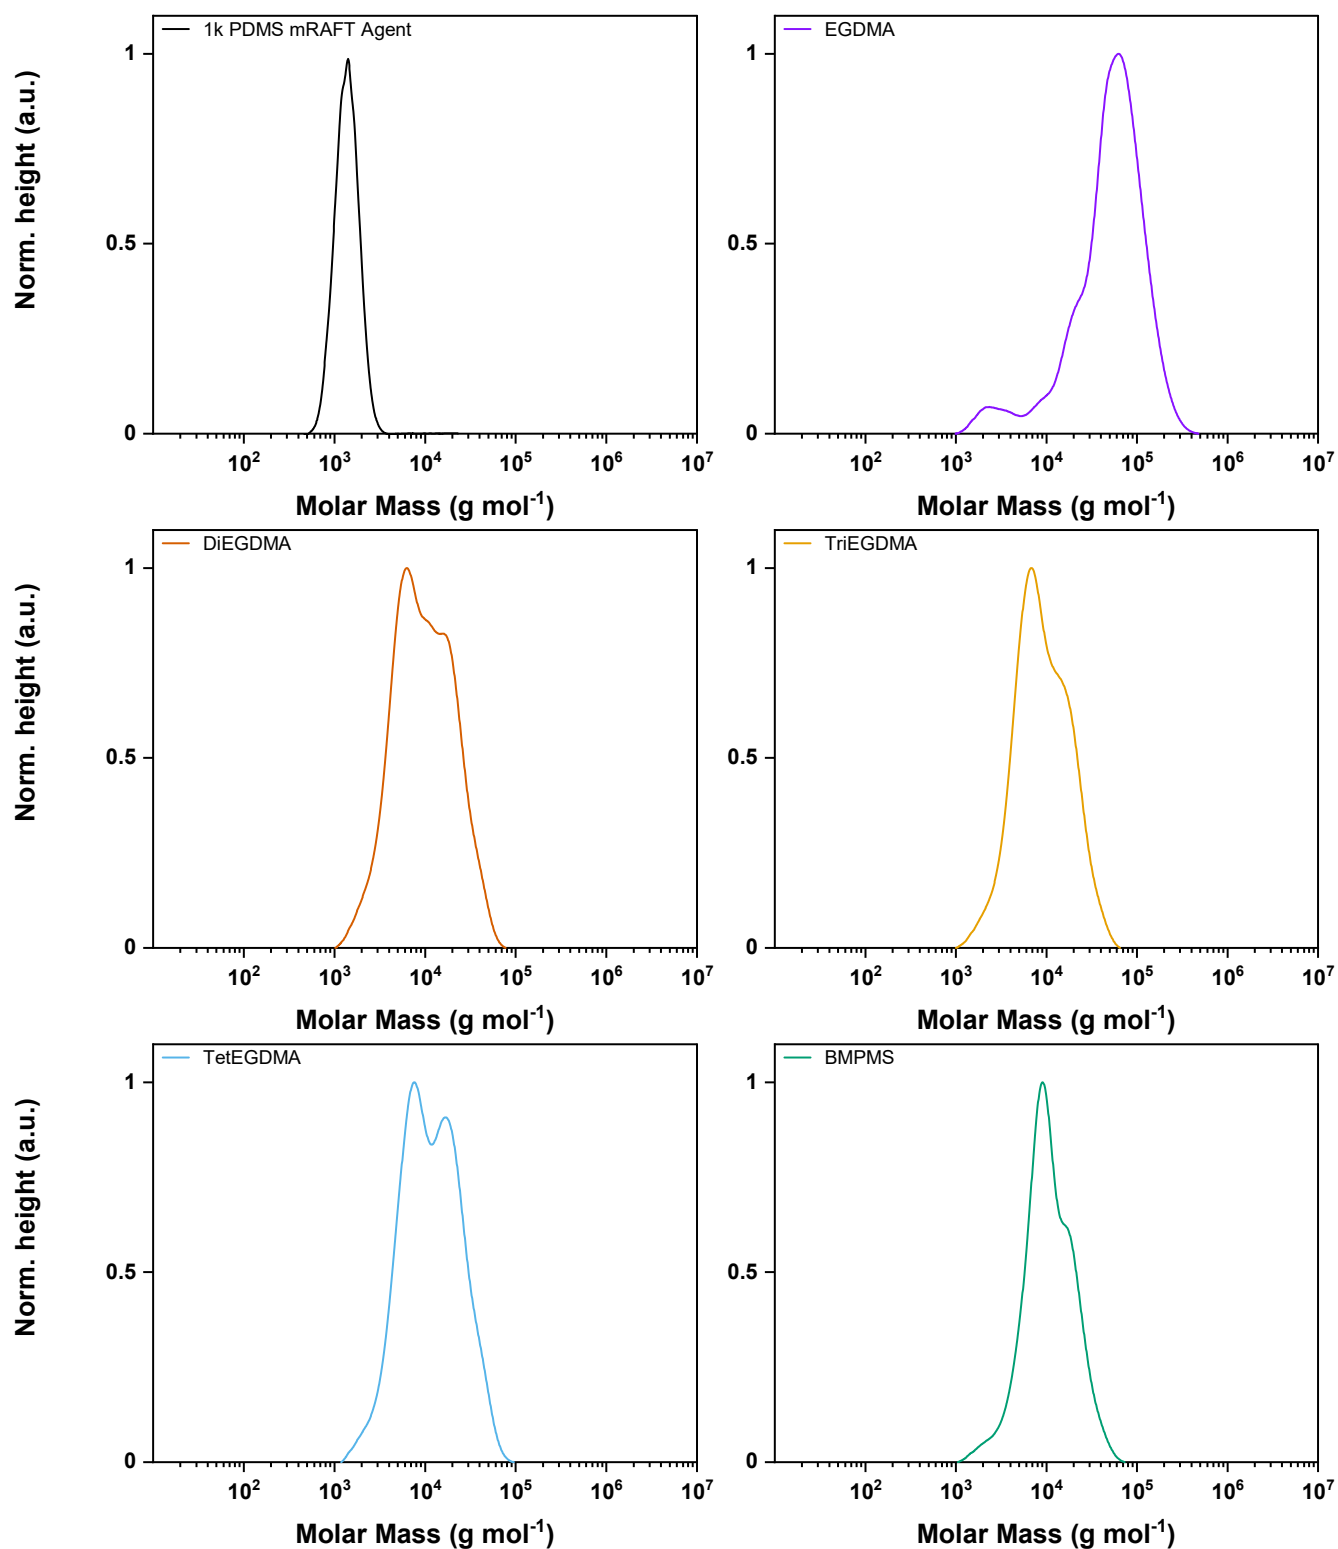 1k PDMS mRAFT Agent
Norm. height (a.u.)
1
0.5
0
10² 10³ 10⁴ 10⁵ 10⁶ 10⁷
Molar Mass (g mol⁻¹)
EGDMA
1
0.5
0
10² 10³ 10⁴ 10⁵ 10⁶ 10⁷
Molar Mass (g mol⁻¹)
DiEGDMA
Norm. height (a.u.)
1
0.5
0
10² 10³ 10⁴ 10⁵ 10⁶ 10⁷
Molar Mass (g mol⁻¹)
TriEGDMA
1
0.5
0
10² 10³ 10⁴ 10⁵ 10⁶ 10⁷
Molar Mass (g mol⁻¹)
TetEGDMA
Norm. height (a.u.)
1
0.5
0
10² 10³ 10⁴ 10⁵ 10⁶ 10⁷
Molar Mass (g mol⁻¹)
BMPMS
1
0.5
0
10² 10³ 10⁴ 10⁵ 10⁶ 10⁷
Molar Mass (g mol⁻¹)